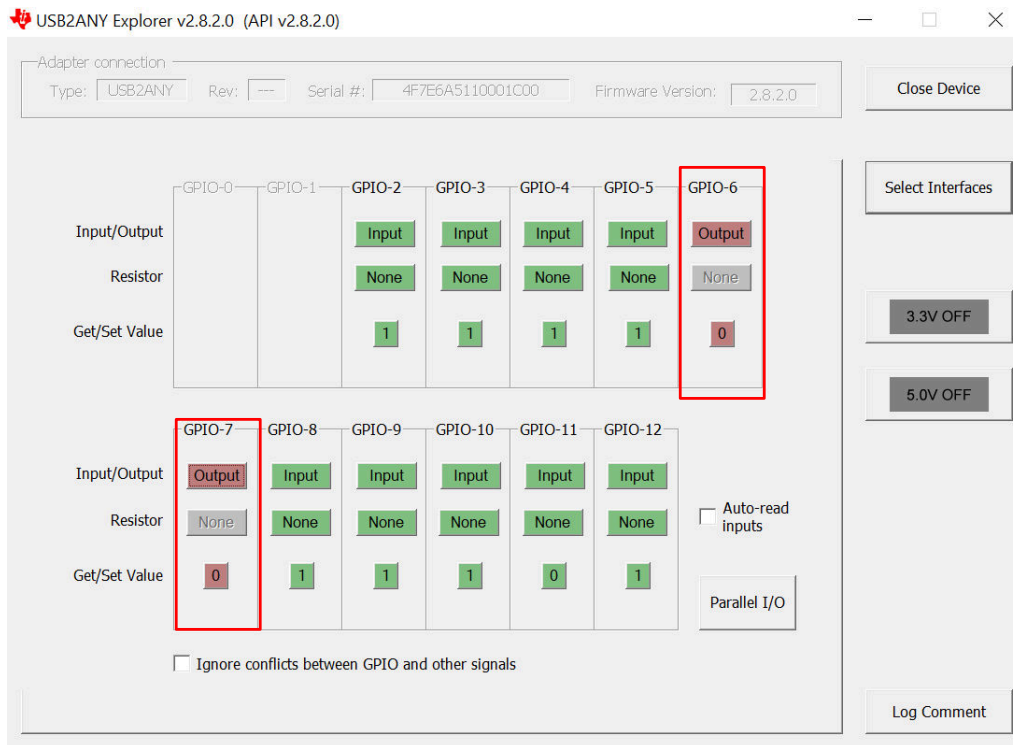 USB2ANY Explorer v2.8.2.0 (API v2.8.2.0)
Adapter connection
Type: USB2ANY Rev: --- Serial #: 4F7E6A5110001C00 Firmware Version: 2.8.2.0
Close Device
Select Interfaces
GPIO-0 GPIO-1 GPIO-2 GPIO-3 GPIO-4 GPIO-5 GPIO-6
Input/Output Input Input Input Input Output
Resistor None None None None None
Get/Set Value 1 1 1 1 0
3.3V OFF
5.0V OFF
GPIO-7 GPIO-8 GPIO-9 GPIO-10 GPIO-11 GPIO-12
Input/Output Output Input Input Input Input Input
Resistor None None None None None None
Get/Set Value 0 1 1 1 0 1
Auto-read
inputs
Parallel I/O
Ignore conflicts between GPIO and other signals
Log Comment